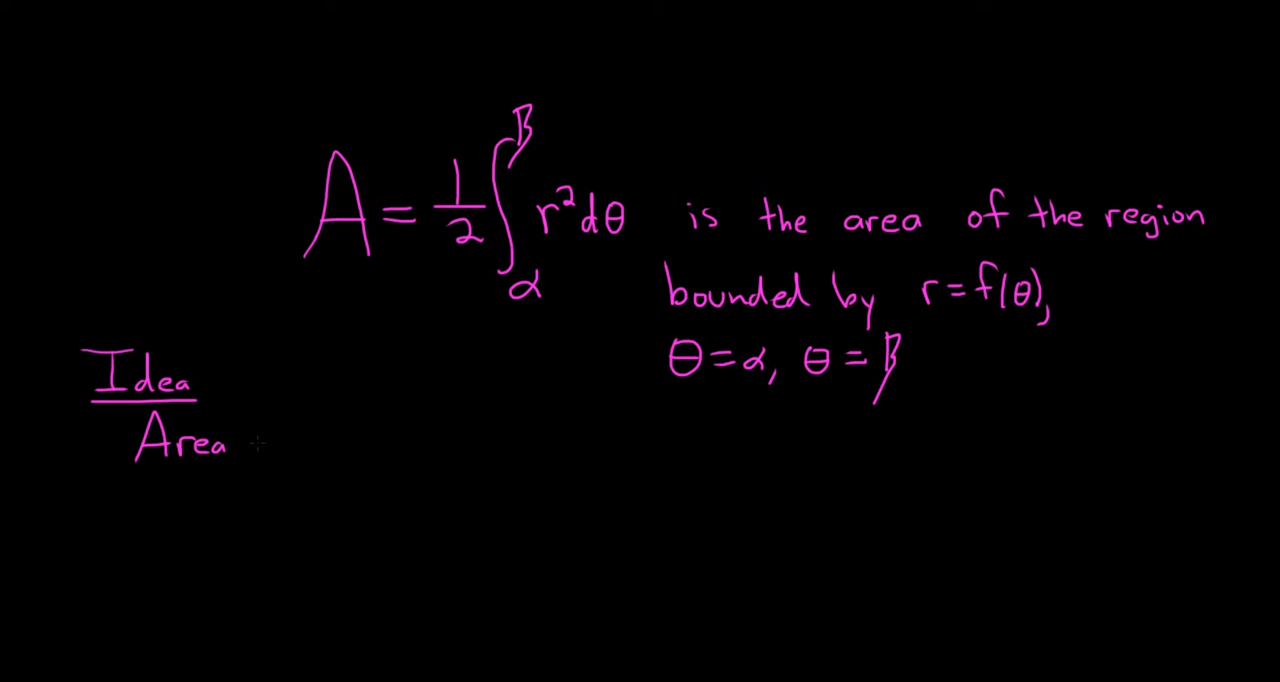 A = 1/2 ∫_α^β r² dθ is the area of the region
bounded by r = f(θ),
θ = α, θ = β
Idea
Area